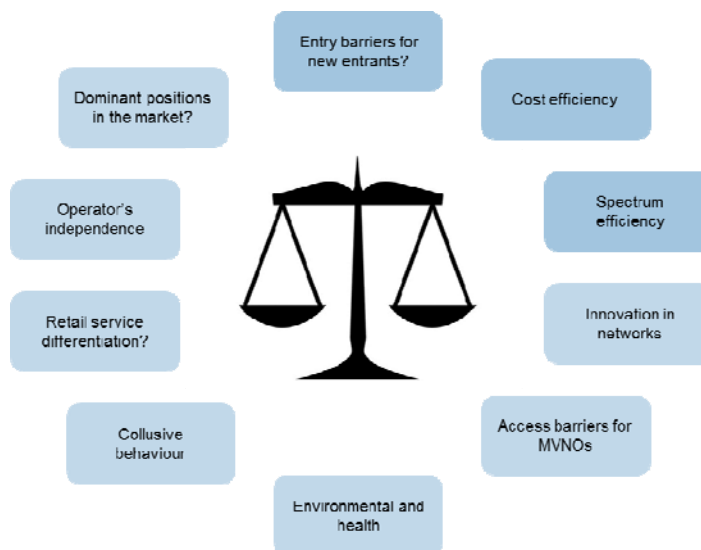 Entry barriers for
new entrants?
Cost efficiency
Spectrum
efficiency
Innovation in
networks
Access barriers for
MVNOs
Environmental and
health
Collusive
behaviour
Retail service
differentiation?
Operator's
independence
Dominant positions
in the market?